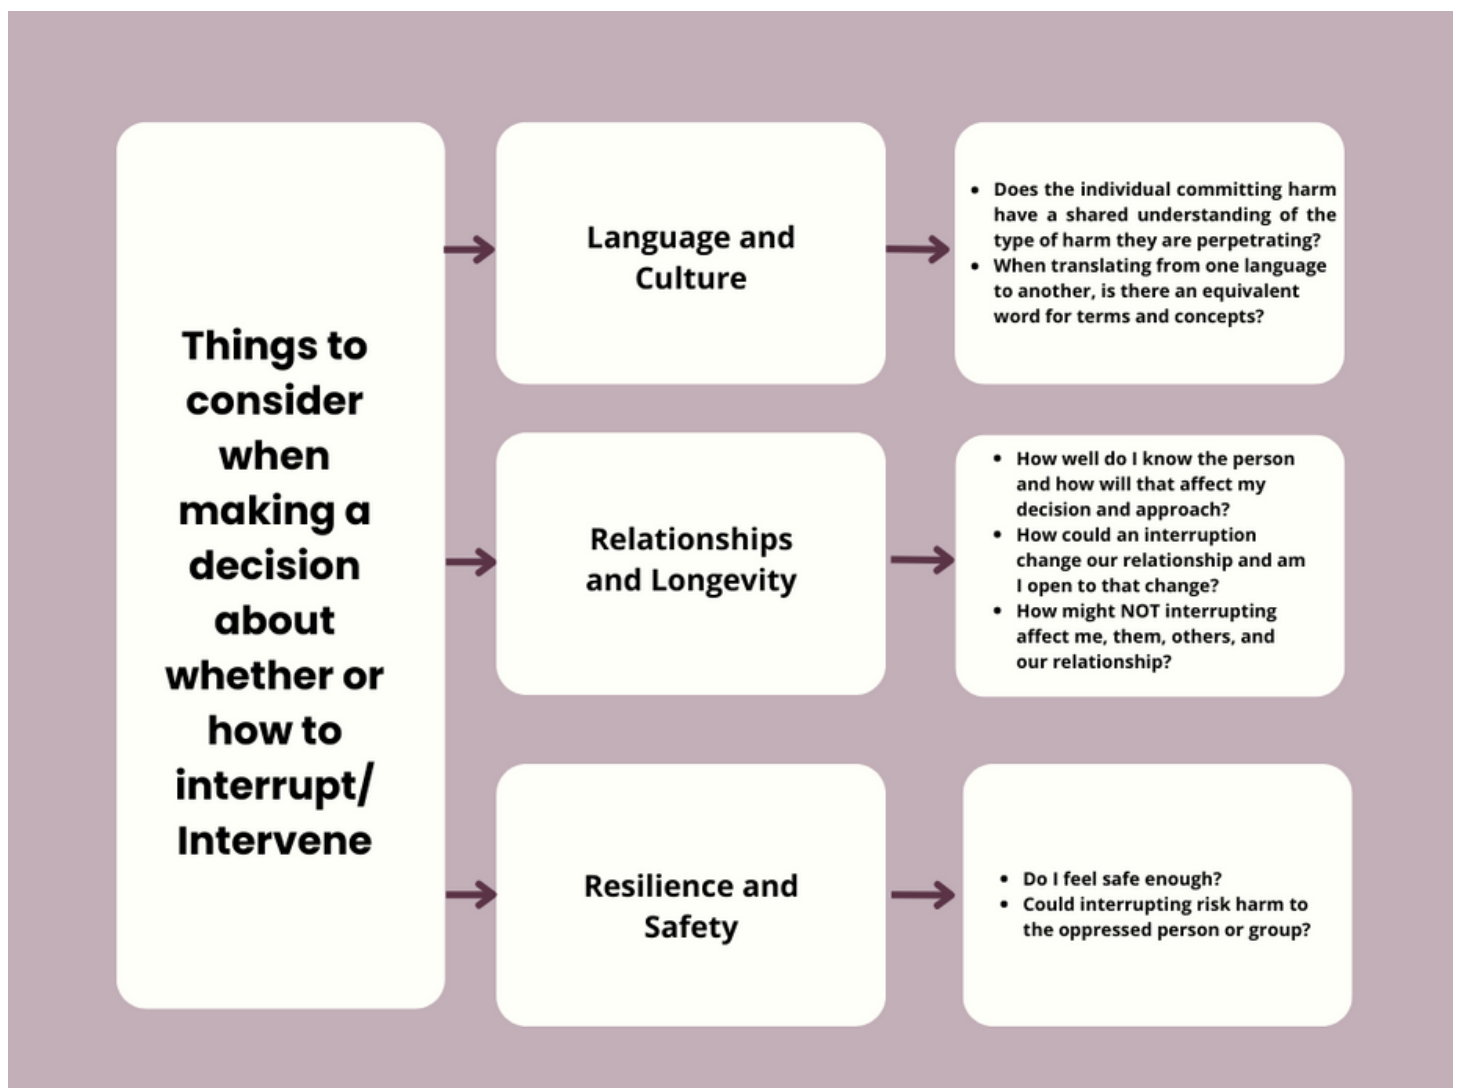 Things to
consider
when
making a
decision
about
whether or
how to
interrupt/
Intervene
Language and
Culture
• Does the individual committing harm
have a shared understanding of the
type of harm they are perpetrating?
• When translating from one language
to another, is there an equivalent
word for terms and concepts?
Relationships
and Longevity
• How well do I know the person
and how will that affect my
decision and approach?
• How could an interruption
change our relationship and am
I open to that change?
• How might NOT interrupting
affect me, them, others, and
our relationship?
Resilience and
Safety
• Do I feel safe enough?
• Could interrupting risk harm to
the oppressed person or group?